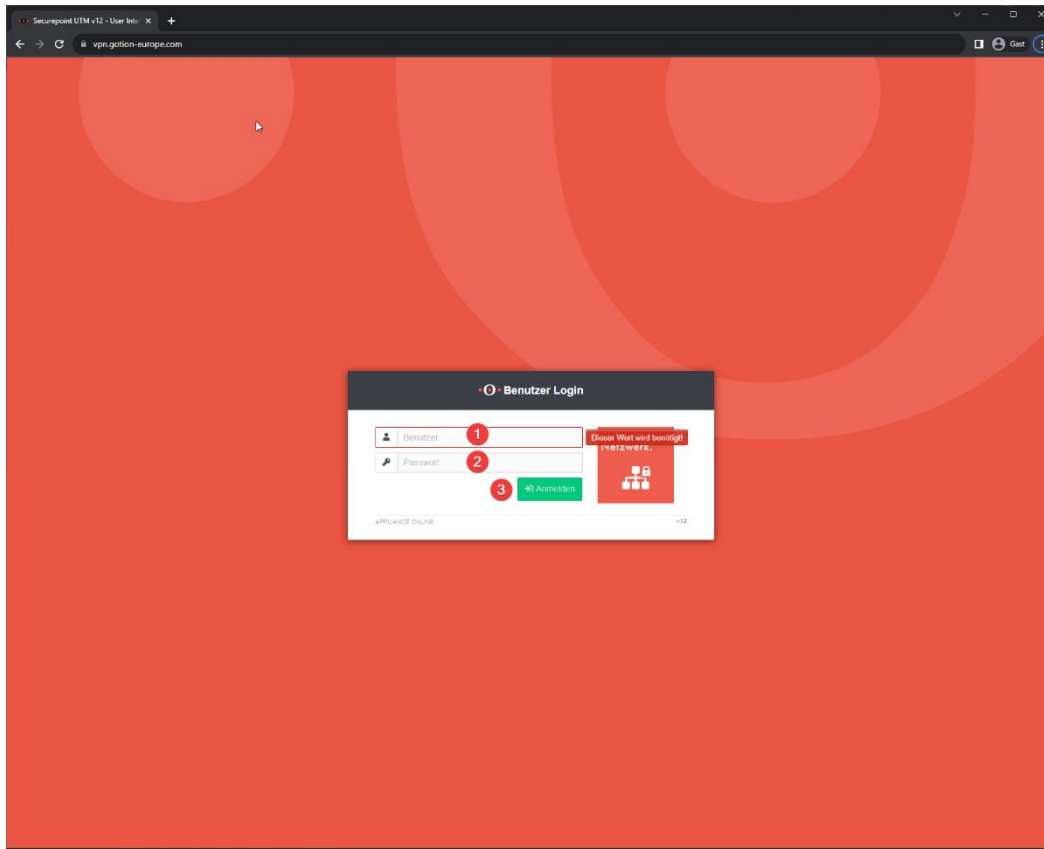 Securepoint UTM v12 - User Inte
vpn.gotion-europe.com
Gast
Benutzer Login
Benutzer
1
Dieser Wert wird benötigt!
Netzwerk.
Passwort
2
3
Anmelden
APPLIANCE ONLINE
v12